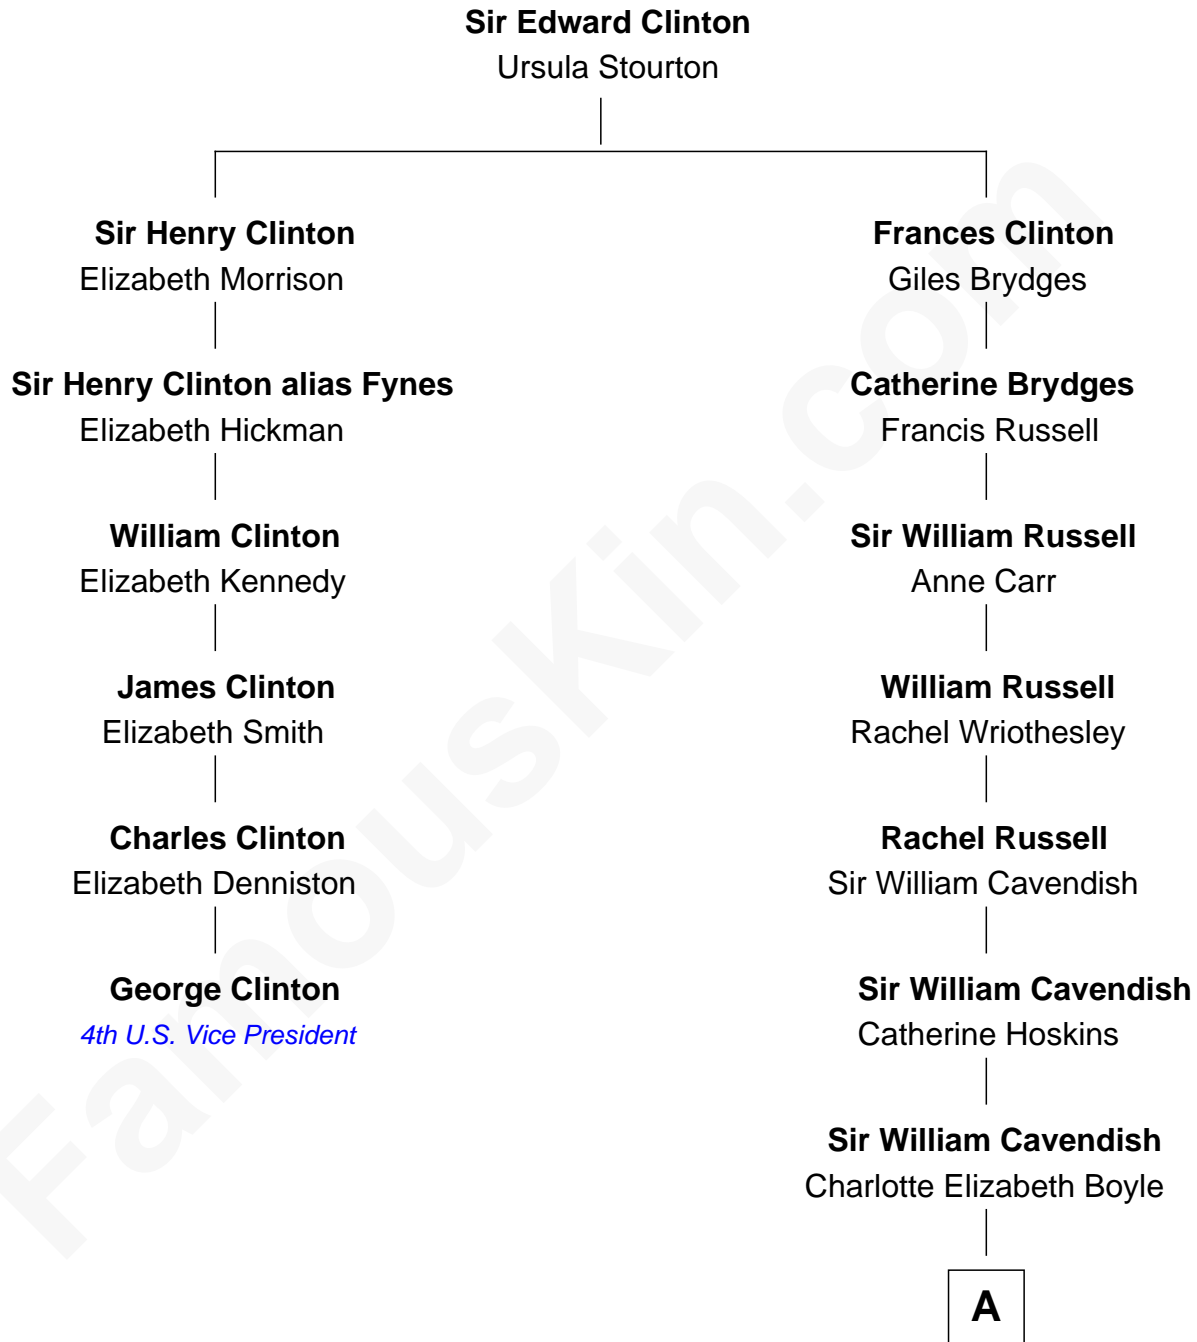 Sir Edward Clinton
Ursula Stourton
Sir Henry Clinton
Elizabeth Morrison
Sir Henry Clinton alias Fynes
Elizabeth Hickman
William Clinton
Elizabeth Kennedy
James Clinton
Elizabeth Smith
Charles Clinton
Elizabeth Denniston
George Clinton
4th U.S. Vice President
Frances Clinton
Giles Brydges
Catherine Brydges
Francis Russell
Sir William Russell
Anne Carr
William Russell
Rachel Wriothesley
Rachel Russell
Sir William Cavendish
Sir William Cavendish
Catherine Hoskins
Sir William Cavendish
Charlotte Elizabeth Boyle
A
FamousKin.com